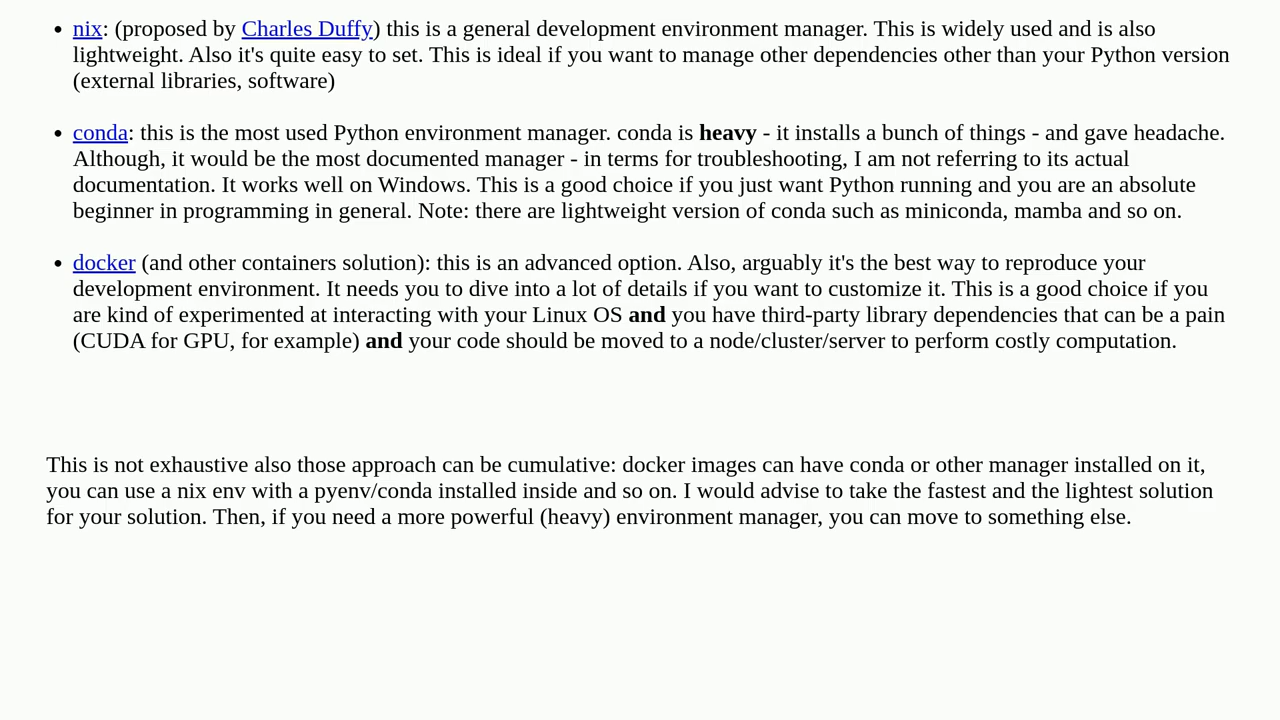 • nix: (proposed by Charles Duffy) this is a general development environment manager. This is widely used and is also
lightweight. Also it's quite easy to set. This is ideal if you want to manage other dependencies other than your Python version
(external libraries, software)
• conda: this is the most used Python environment manager. conda is heavy - it installs a bunch of things - and gave headache.
Although, it would be the most documented manager - in terms for troubleshooting, I am not referring to its actual
documentation. It works well on Windows. This is a good choice if you just want Python running and you are an absolute
beginner in programming in general. Note: there are lightweight version of conda such as miniconda, mamba and so on.
• docker (and other containers solution): this is an advanced option. Also, arguably it's the best way to reproduce your
development environment. It needs you to dive into a lot of details if you want to customize it. This is a good choice if you
are kind of experimented at interacting with your Linux OS and you have third-party library dependencies that can be a pain
(CUDA for GPU, for example) and your code should be moved to a node/cluster/server to perform costly computation.
This is not exhaustive also those approach can be cumulative: docker images can have conda or other manager installed on it,
you can use a nix env with a pyenv/conda installed inside and so on. I would advise to take the fastest and the lightest solution
for your solution. Then, if you need a more powerful (heavy) environment manager, you can move to something else.